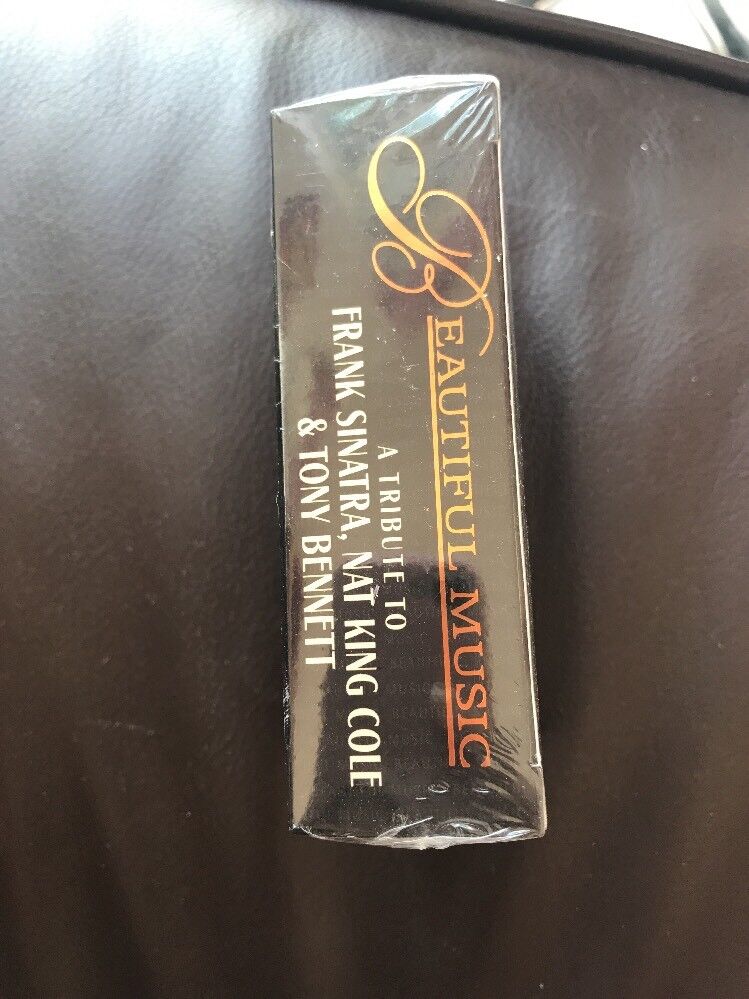 BEAUTIFUL MUSIC
A TRIBUTE TO
FRANK SINATRA, NAT KING COLE
& TONY BENNETT